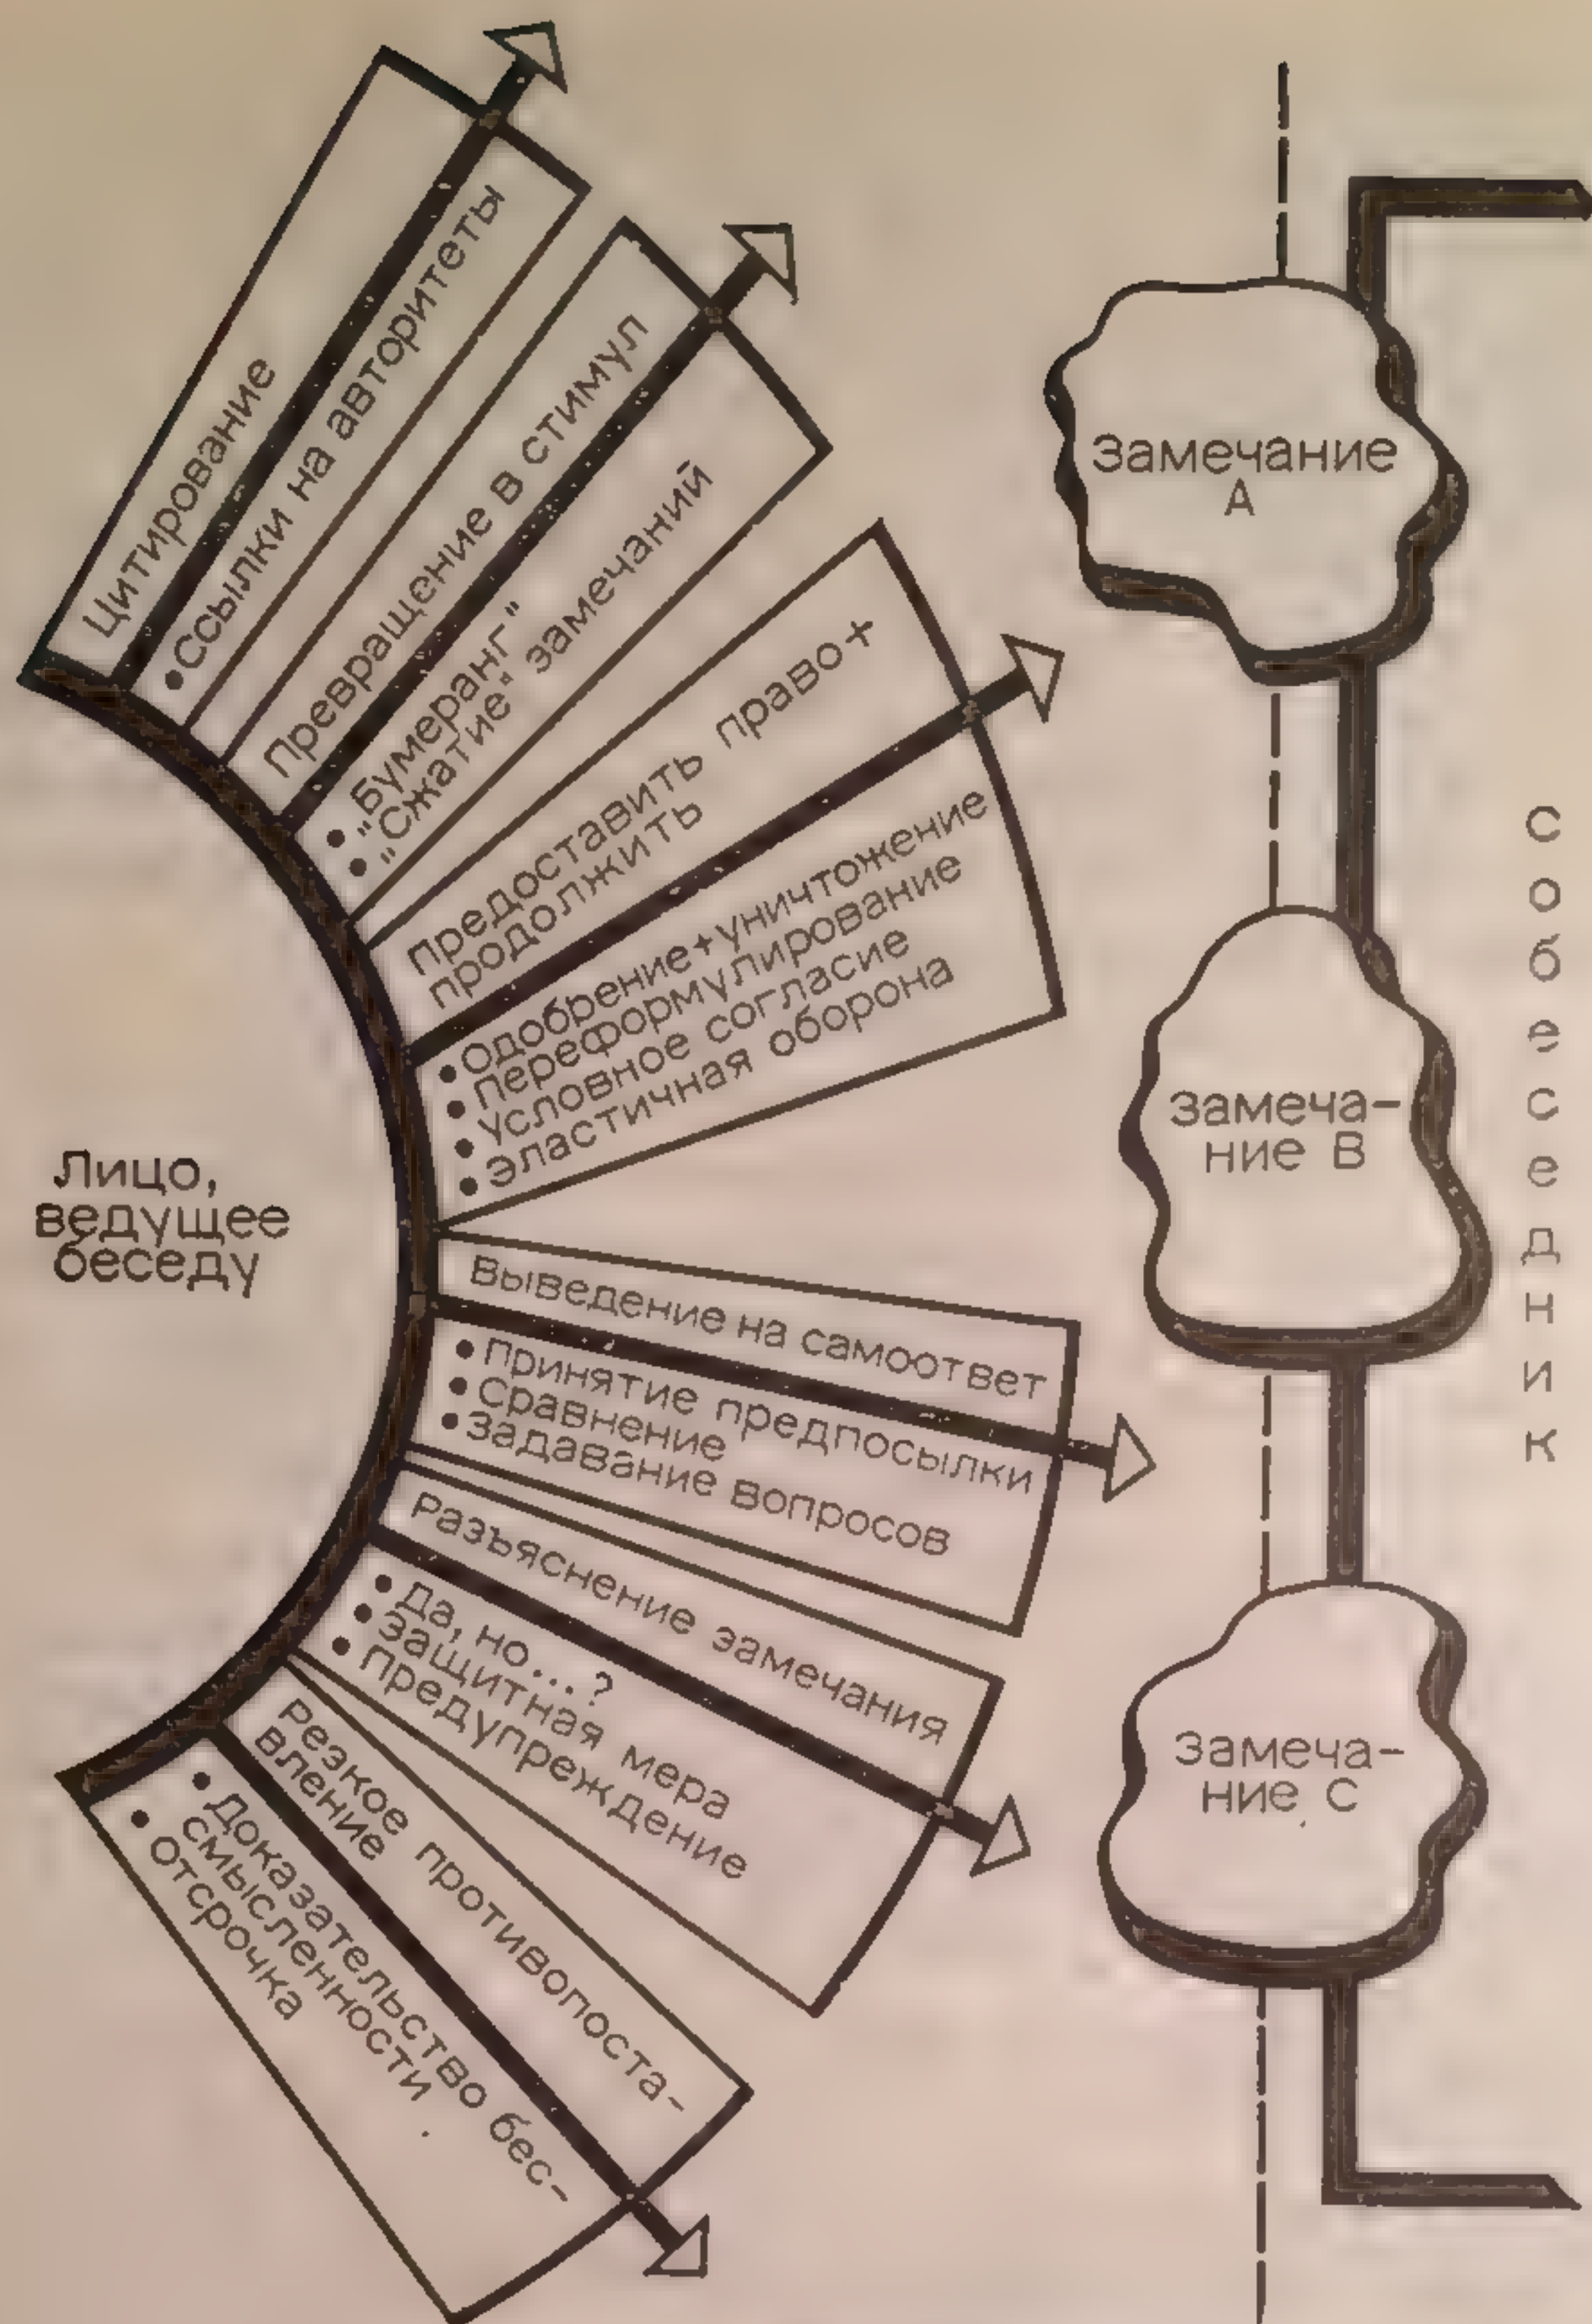 Цитирование
• Ссылки на авторитеты
Превращение в стимул
• „Бумеранг"
• „Сжатие" замечаний
Предоставить право+
продолжить
• Одобрение+уничтожение
• Переформулирование
• Условное согласие
• Эластичная оборона
Лицо,
ведущее
беседу
Выведение на самоответ
• Принятие предпосылки
• Сравнение
• Задавание вопросов
Разъяснение замечания
• Да, но...?
• Защитная мера
• Предупреждение
Резкое противопоста-
вление
• Доказательство бес-
смысленности
• Отсрочка
Замечание
А
Замеча-
ние В
Замеча-
ние С
Собеседник